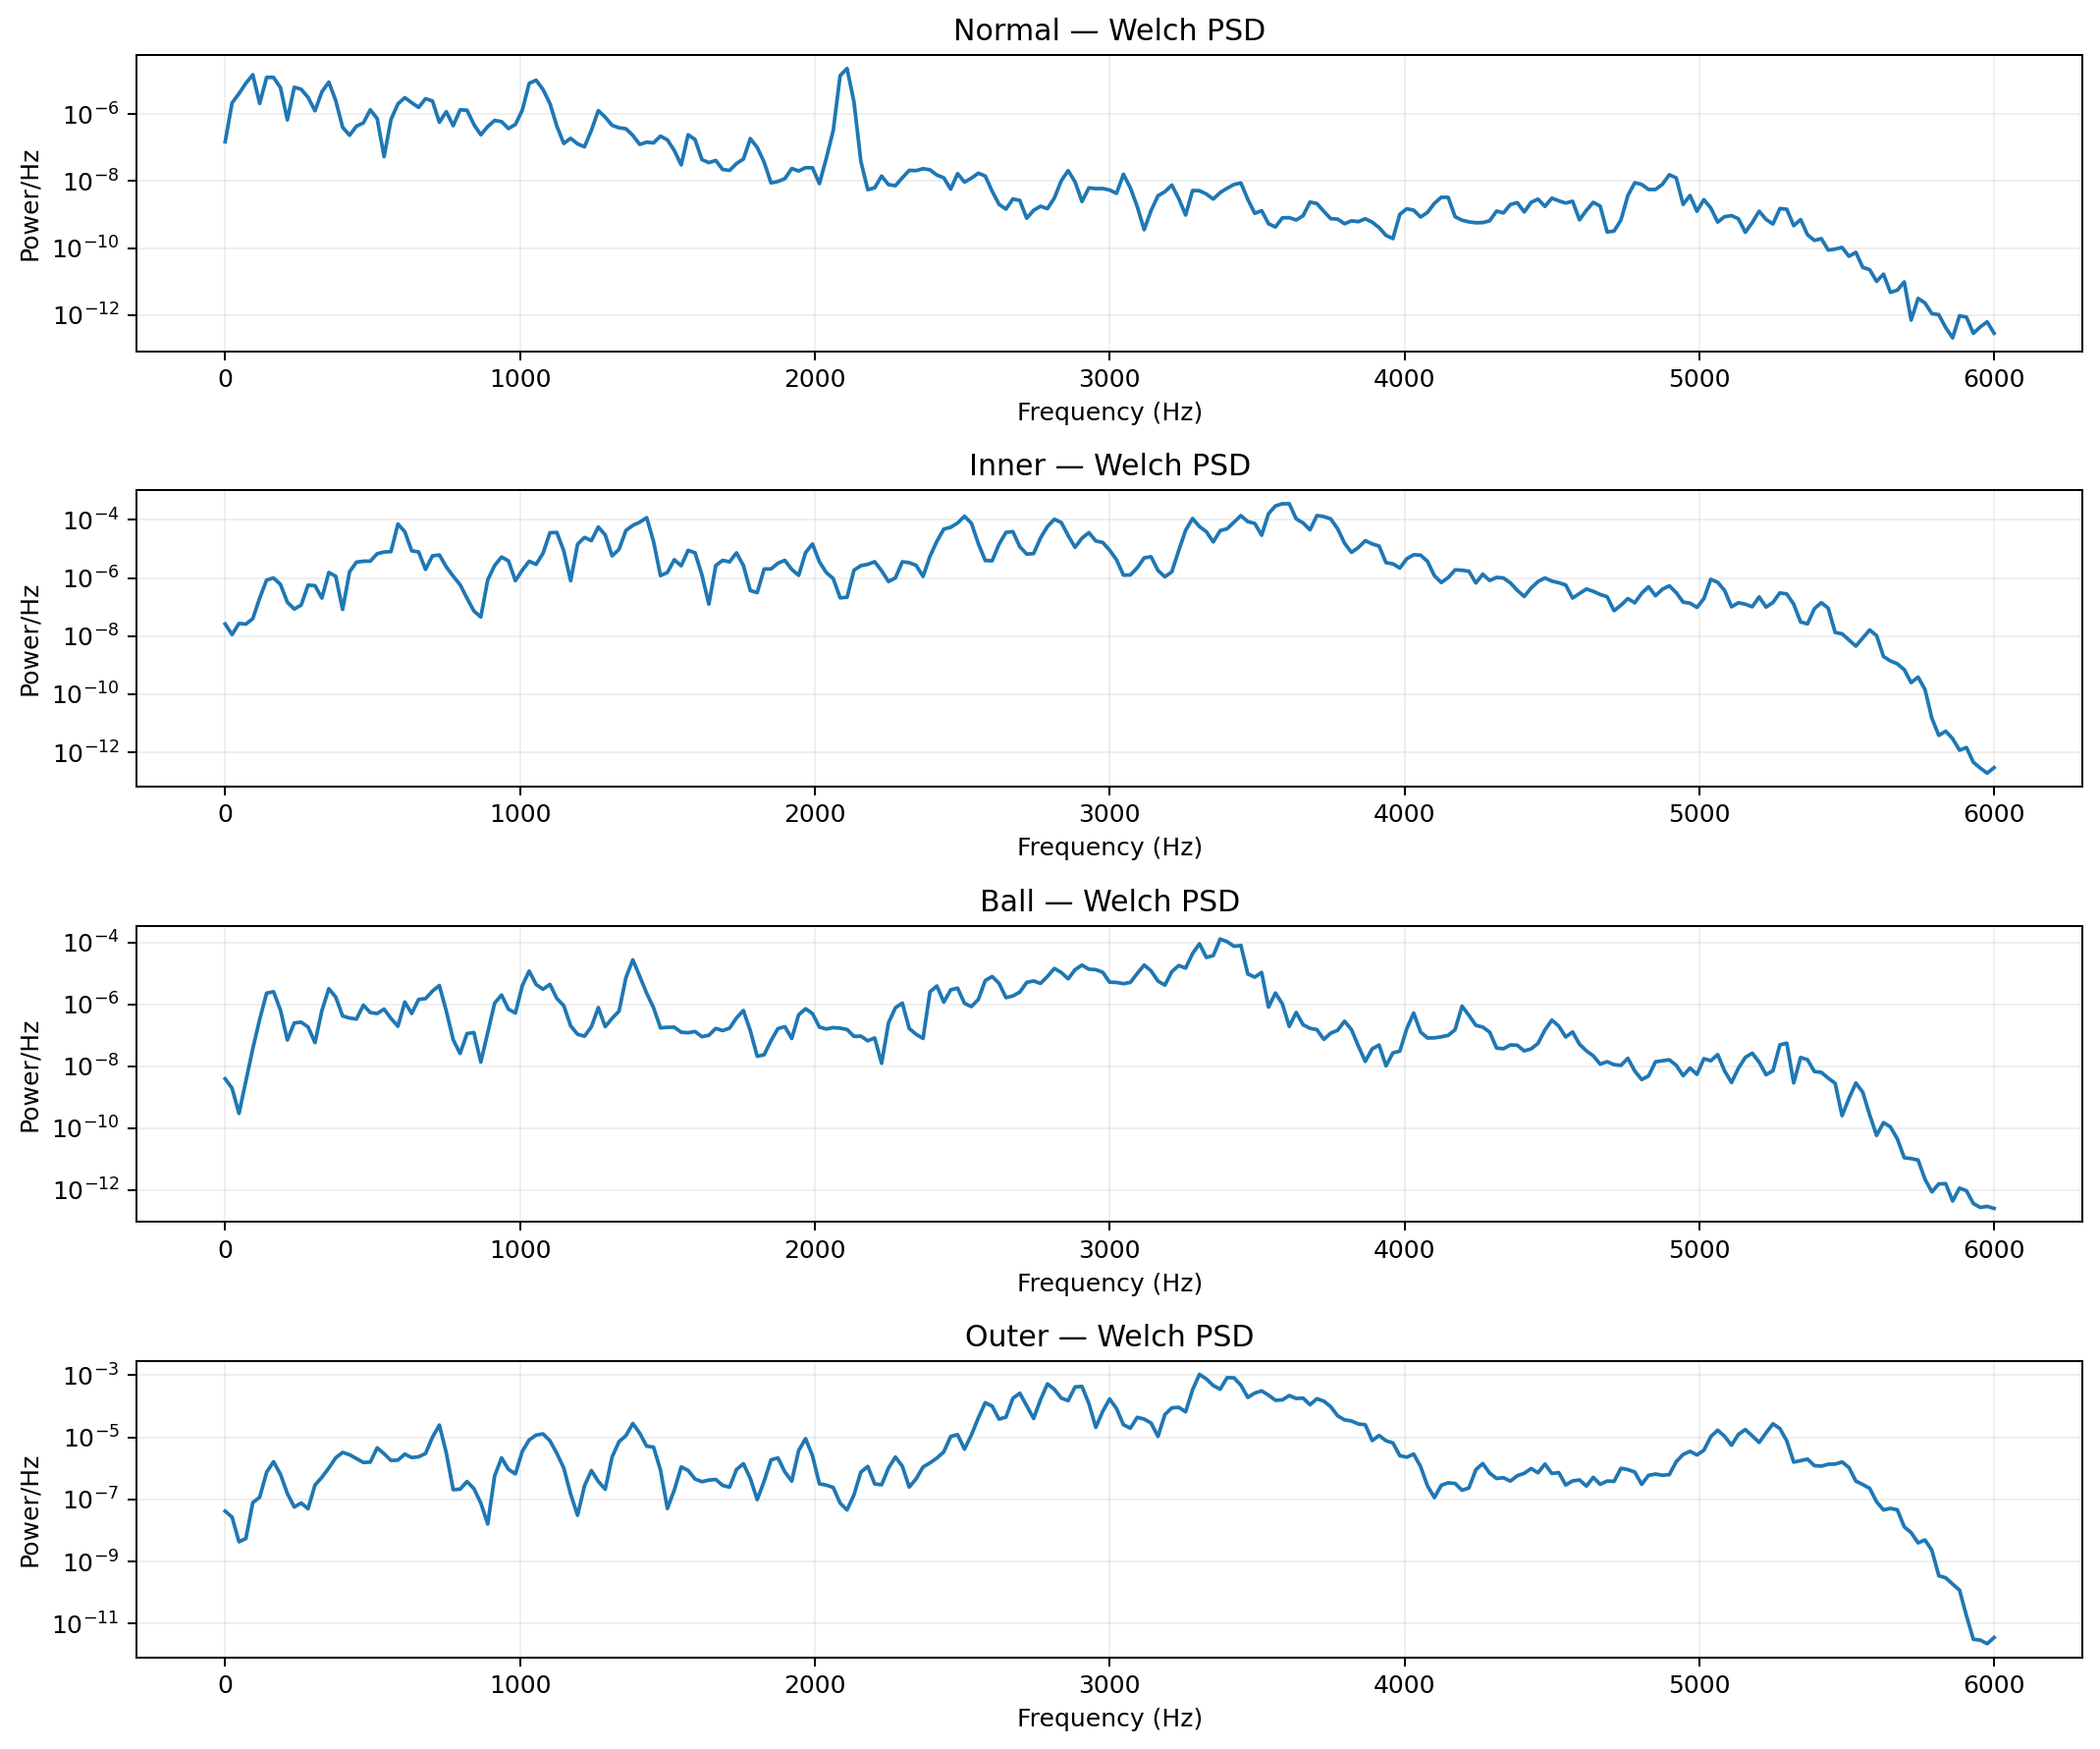 Normal — Welch PSD
Power/Hz
10⁻⁶
10⁻⁸
10⁻¹⁰
10⁻¹²
0 1000 2000 3000 4000 5000 6000
Frequency (Hz)
Inner — Welch PSD
Power/Hz
10⁻⁴
10⁻⁶
10⁻⁸
10⁻¹⁰
10⁻¹²
0 1000 2000 3000 4000 5000 6000
Frequency (Hz)
Ball — Welch PSD
Power/Hz
10⁻⁴
10⁻⁶
10⁻⁸
10⁻¹⁰
10⁻¹²
0 1000 2000 3000 4000 5000 6000
Frequency (Hz)
Outer — Welch PSD
Power/Hz
10⁻³
10⁻⁵
10⁻⁷
10⁻⁹
10⁻¹¹
0 1000 2000 3000 4000 5000 6000
Frequency (Hz)